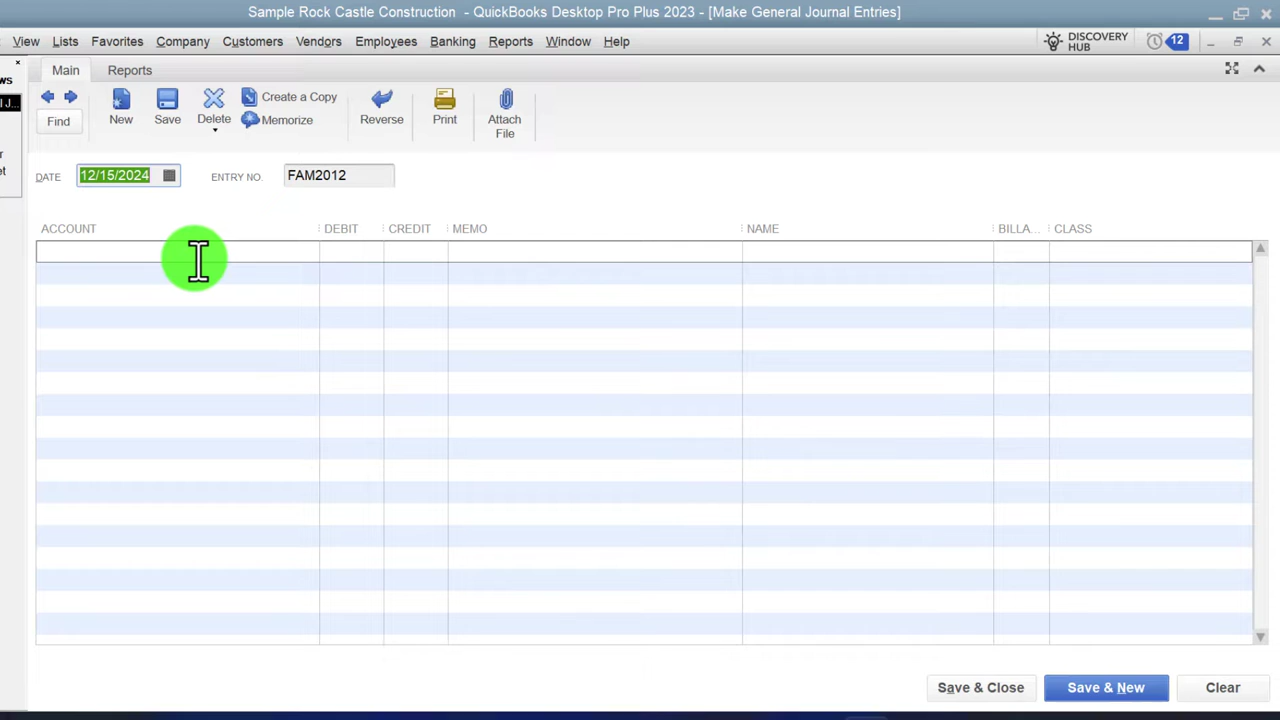 Sample Rock Castle Construction - QuickBooks Desktop Pro Plus 2023 - [Make General Journal Entries]
View Lists Favorites Company Customers Vendors Employees Banking Reports Window Help
DISCOVERY HUB 12
Main Reports
Find New Save Delete Create a Copy Memorize Reverse Print Attach File
DATE 12/15/2024 ENTRY NO. FAM2012
ACCOUNT DEBIT CREDIT MEMO NAME BILLA... CLASS
Save & Close Save & New Clear